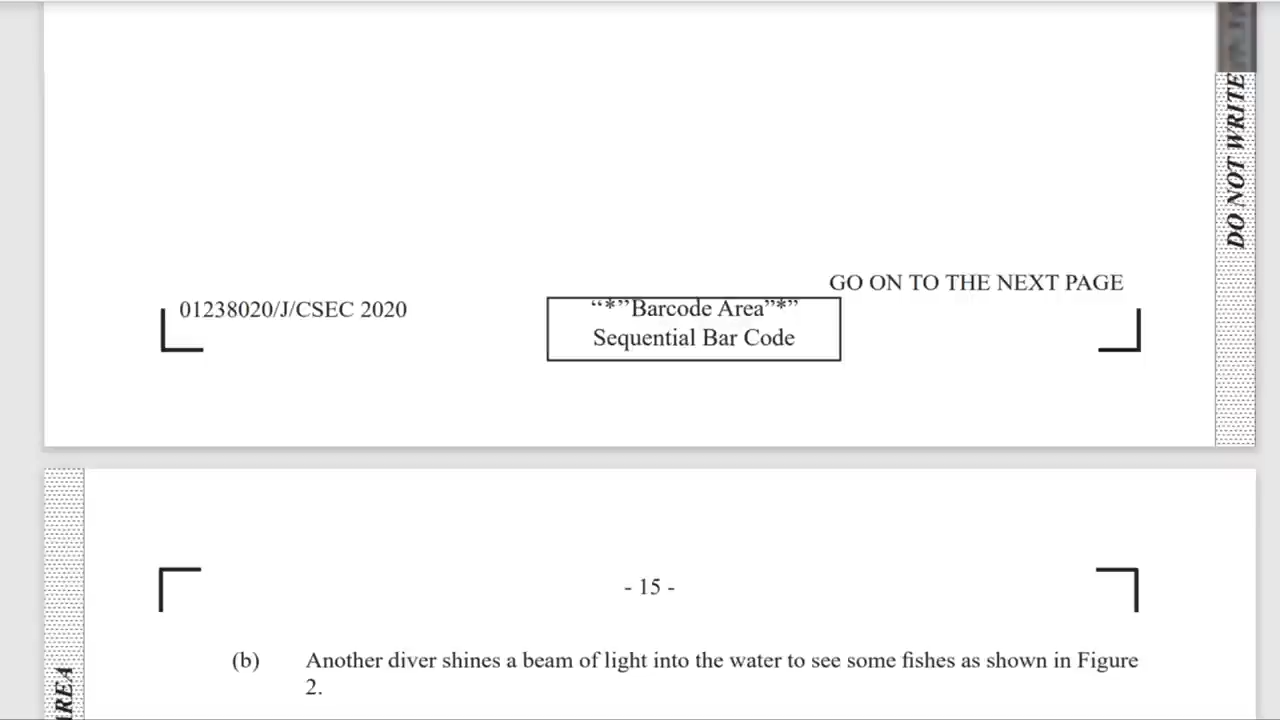 DO NOT WRITE
GO ON TO THE NEXT PAGE
01238020/J/CSEC 2020
“*”Barcode Area”*”
Sequential Bar Code
- 15 -
(b) Another diver shines a beam of light into the water to see some fishes as shown in Figure
2.
AREA